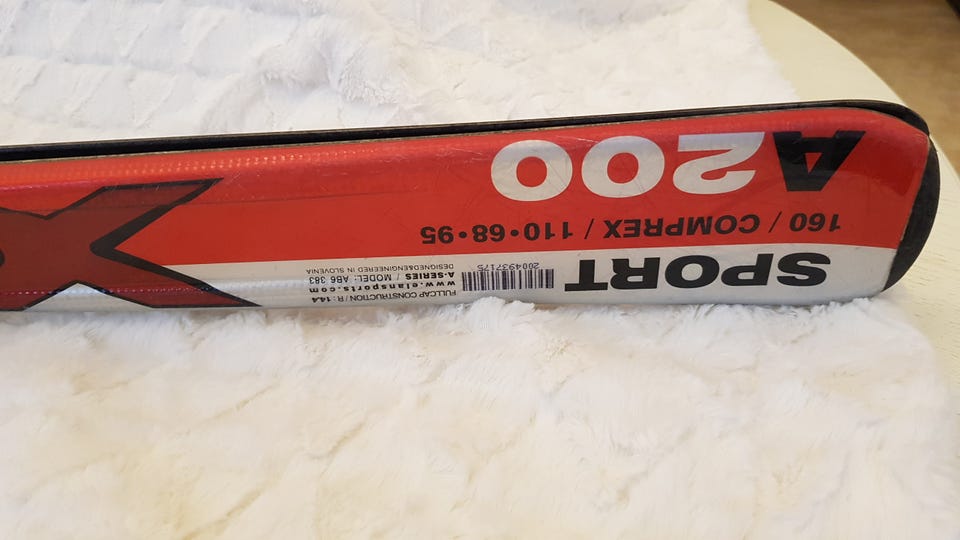 SPORT
2004937175
FULLCAP CONSTRUCTION / R: 14.4
www.elansports.com
A-SERIES / MODEL: AB6 383
DESIGNED&ENGINEERED IN SLOVENIA
160 / COMPREX / 110•68•95
A200